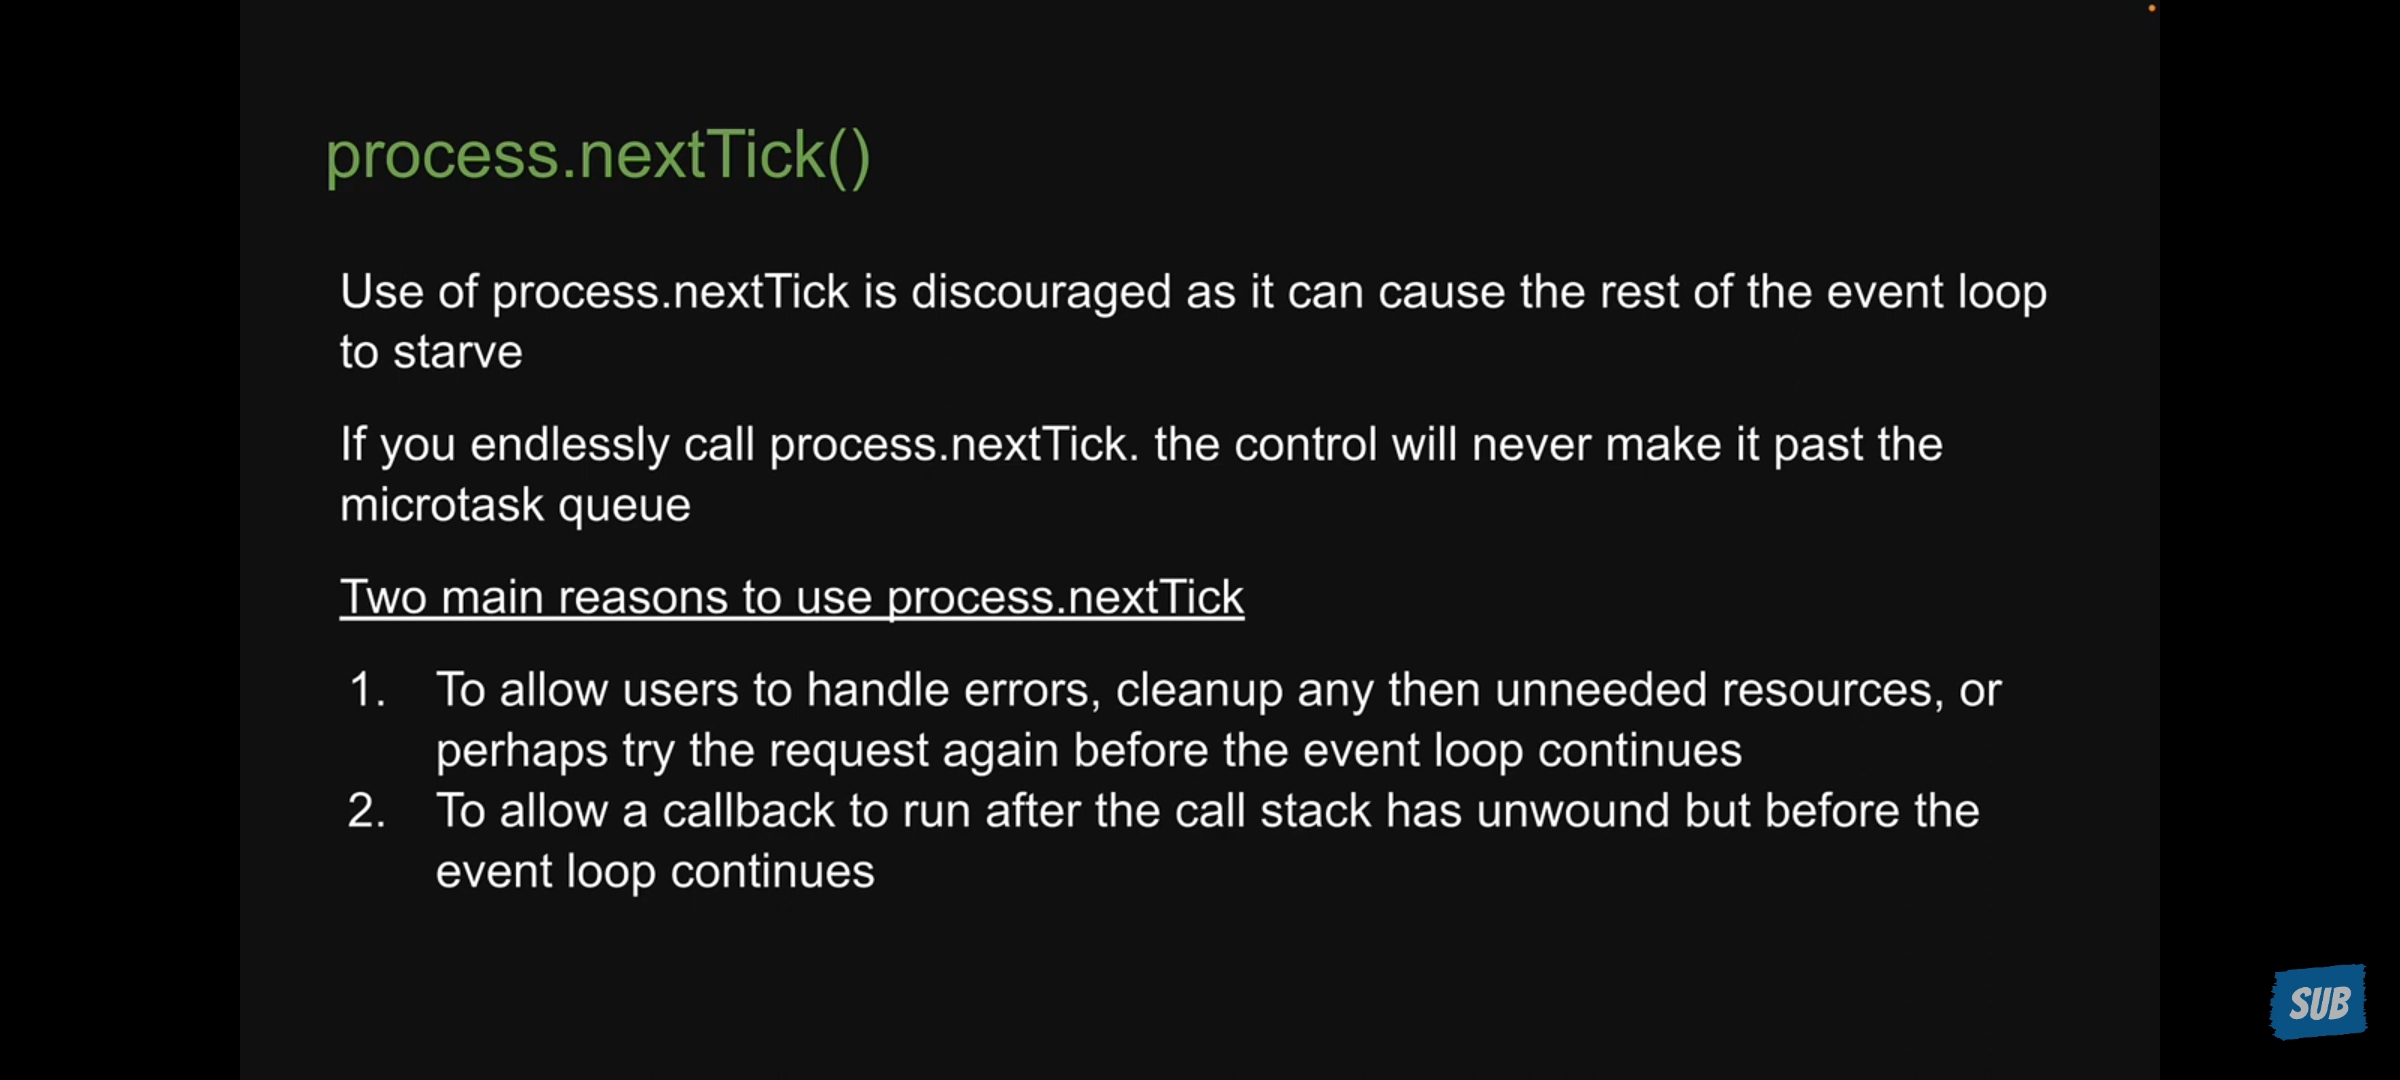 process.nextTick()
Use of process.nextTick is discouraged as it can cause the rest of the event loop
to starve
If you endlessly call process.nextTick. the control will never make it past the
microtask queue
Two main reasons to use process.nextTick
1. To allow users to handle errors, cleanup any then unneeded resources, or
perhaps try the request again before the event loop continues
2. To allow a callback to run after the call stack has unwound but before the
event loop continues
SUB